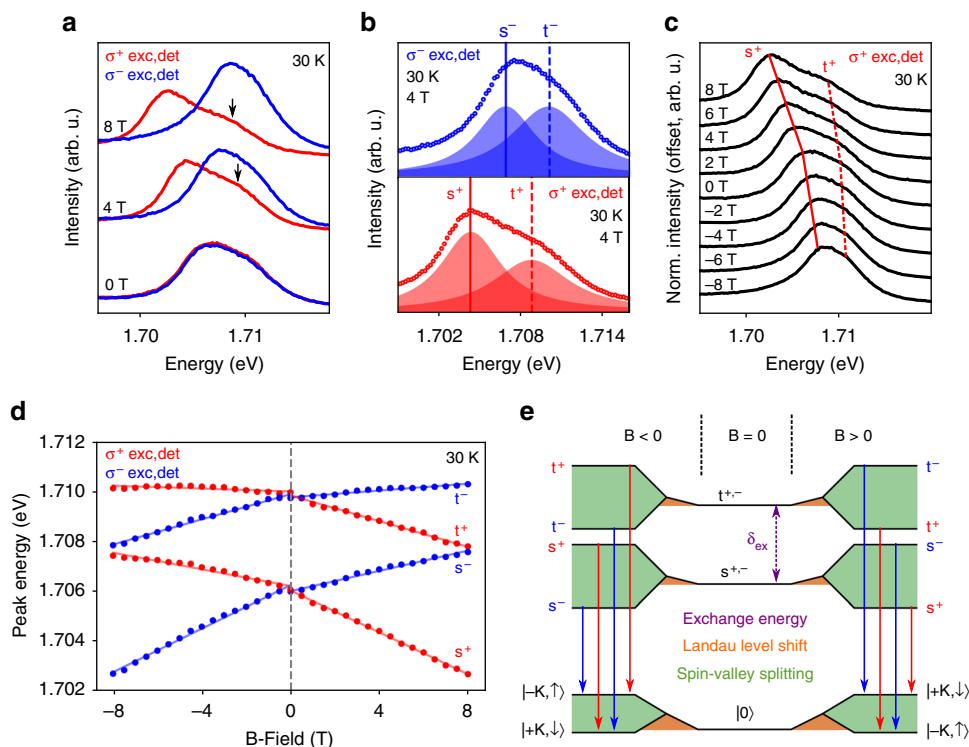 a
σ+ exc,det
σ− exc,det
30 K
8 T
4 T
0 T
Intensity (arb. u.)
1.70
1.71
Energy (eV)
b
s−
t−
σ− exc,det
30 K
4 T
s+
t+
σ+ exc,det
30 K
4 T
Intensity (arb. u.)
1.702
1.708
1.714
Energy (eV)
c
s+
t+
σ+ exc,det
30 K
8 T
6 T
4 T
2 T
0 T
−2 T
−4 T
−6 T
−8 T
Norm. intensity (offset, arb. u.)
1.70
1.71
Energy (eV)
d
σ+ exc,det
σ− exc,det
30 K
1.712
1.710
1.708
1.706
1.704
1.702
Peak energy (eV)
t−
t+
s−
s+
−8
−4
0
4
8
B-Field (T)
e
B < 0
B = 0
B > 0
t+
t+,−
t−
t−
t+
δex
s+
s+,−
s−
s−
s+
Exchange energy
Landau level shift
Spin-valley splitting
|−K,↑⟩
|+K,↓⟩
|0⟩
|+K,↓⟩
|−K,↑⟩